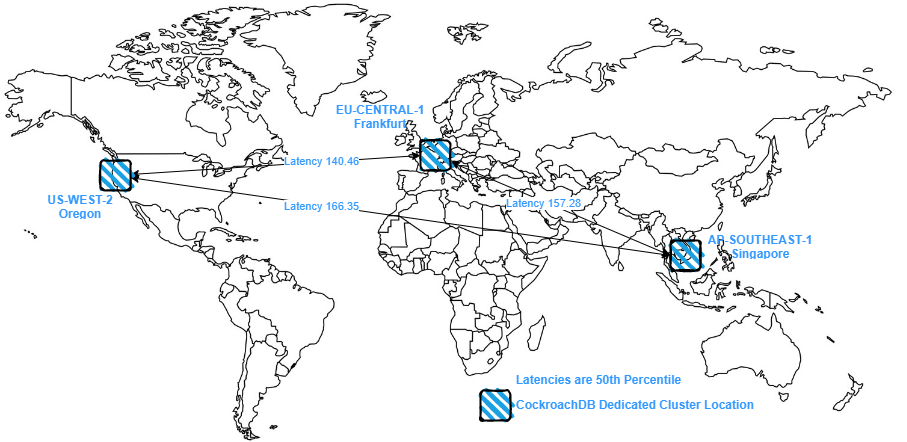 EU-CENTRAL-1
Frankfurt
Latency 140.46
US-WEST-2
Oregon
Latency 166.35
Latency 157.28
AP-SOUTHEAST-1
Singapore
Latencies are 50th Percentile
CockroachDB Dedicated Cluster Location